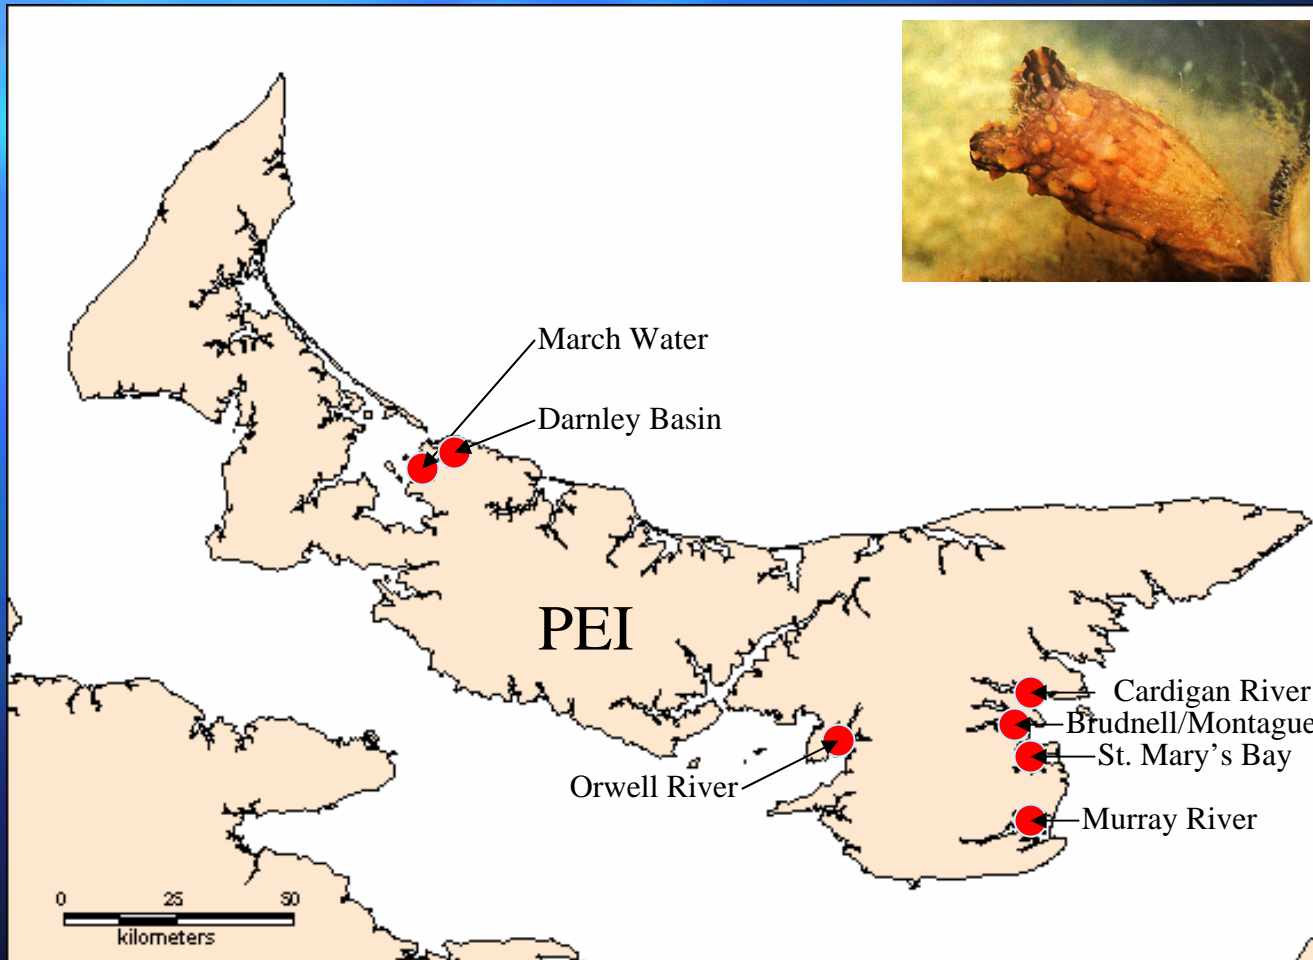 March Water
Darnley Basin
PEI
Cardigan River
Brudnell/Montague
St. Mary’s Bay
Orwell River
Murray River
0 25 50
kilometers